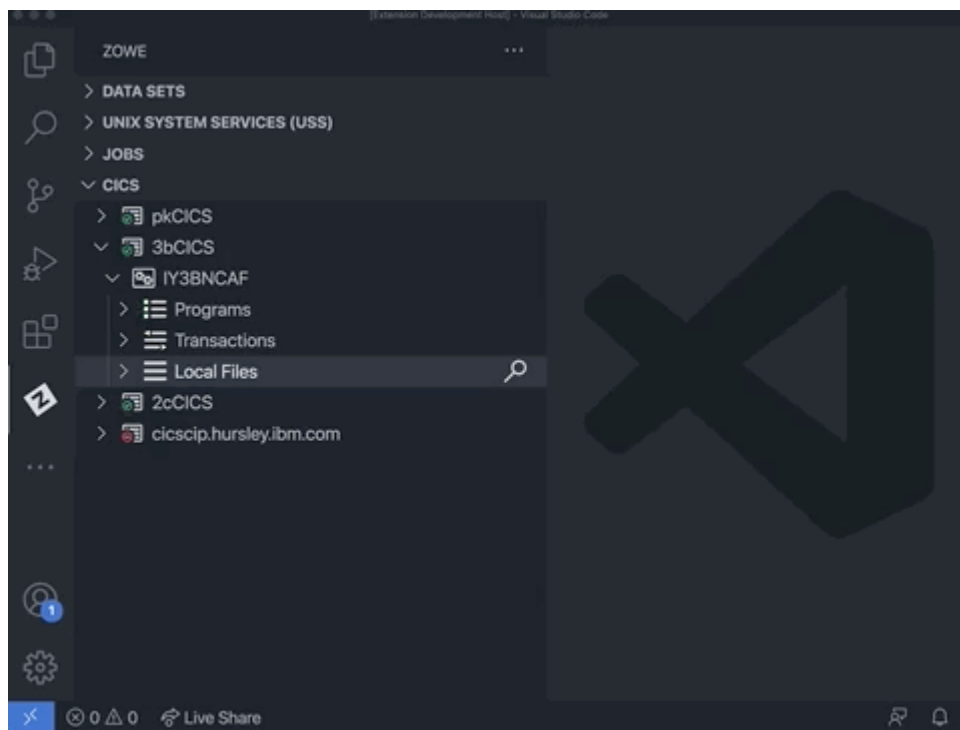 [Extension Development Host] - Visual Studio Code
ZOWE
DATA SETS
UNIX SYSTEM SERVICES (USS)
JOBS
CICS
pkCICS
3bCICS
IY3BNCAF
Programs
Transactions
Local Files
2cCICS
cicscip.hursley.ibm.com
1
0 0 Live Share